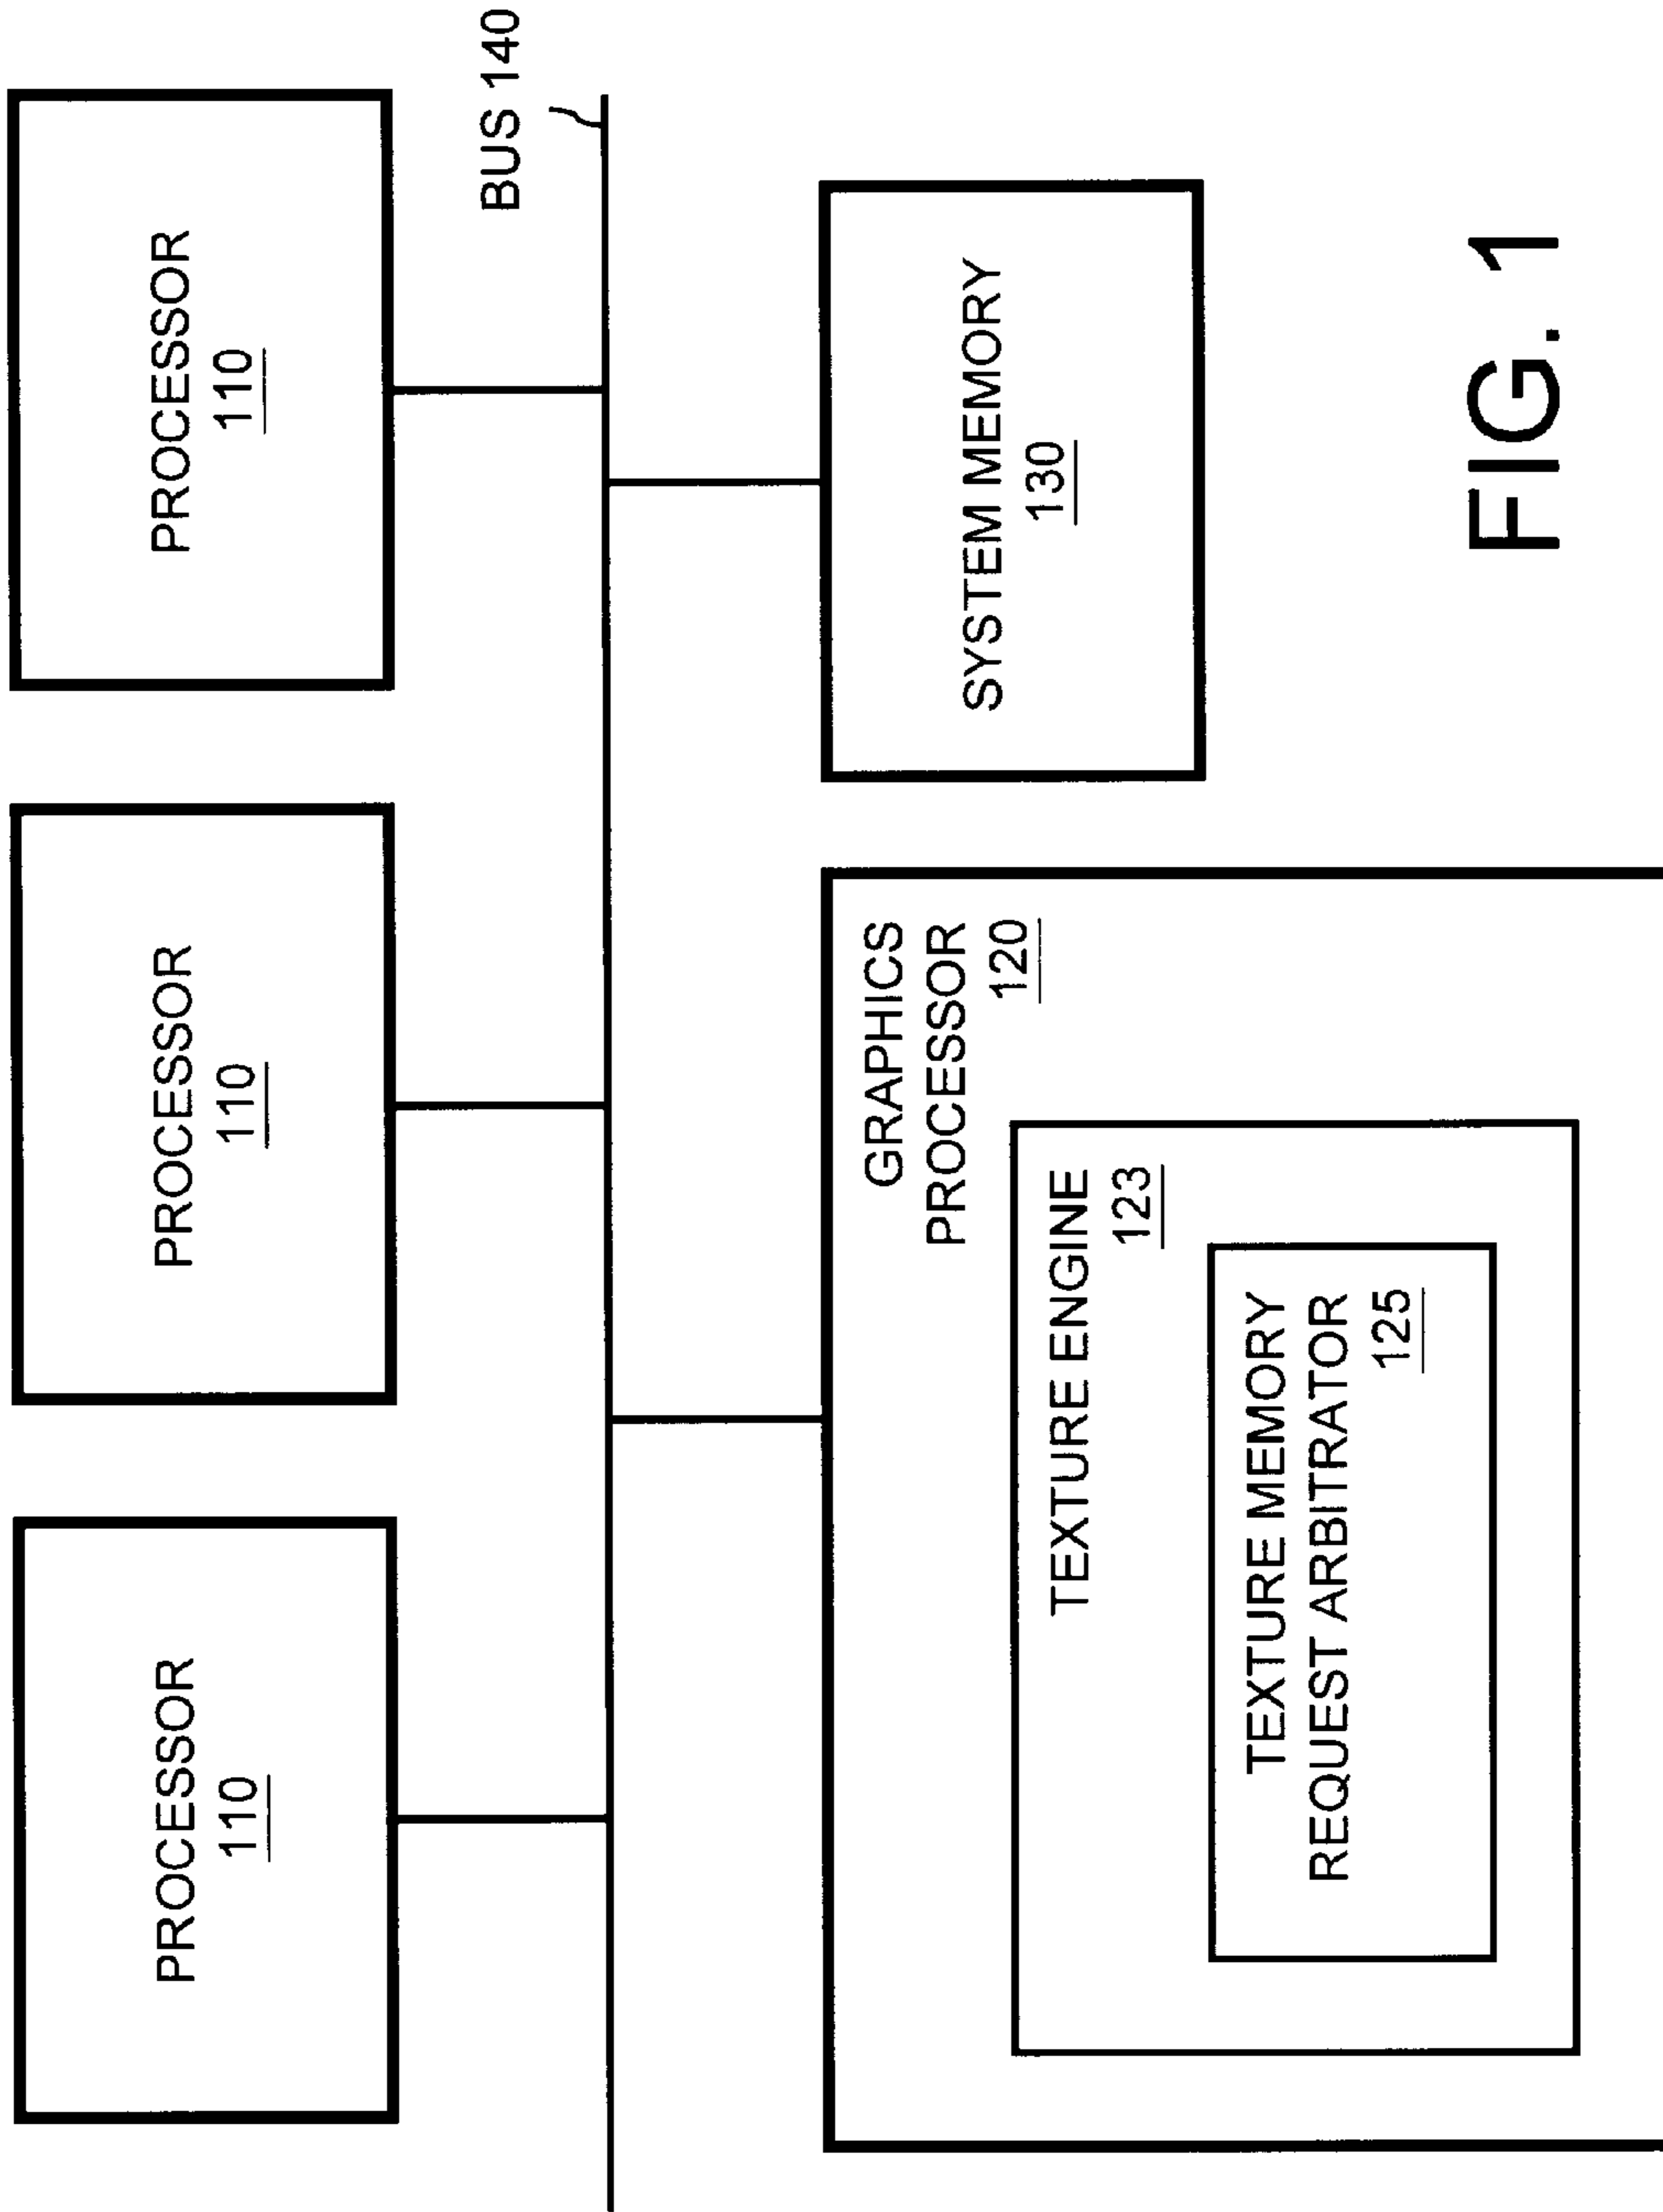 PROCESSOR
110
PROCESSOR
110
PROCESSOR
110
BUS 140
GRAPHICS
PROCESSOR
120
TEXTURE ENGINE
123
TEXTURE MEMORY
REQUEST ARBITRATOR
125
SYSTEM MEMORY
130
FIG. 1